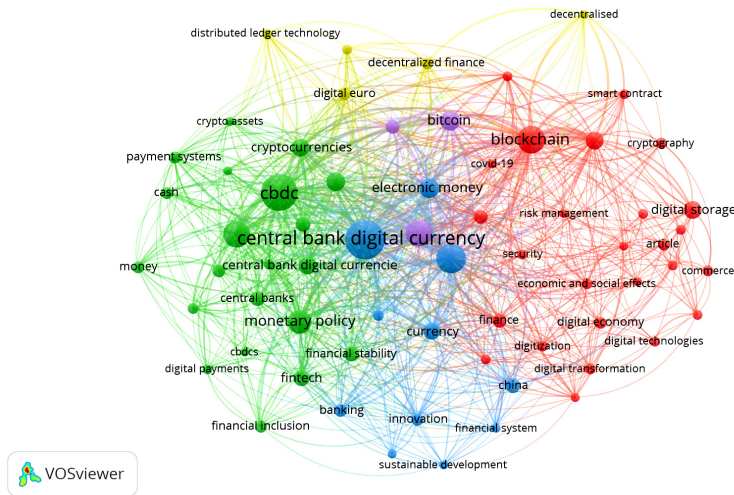 decentralised
distributed ledger technology
decentralized finance
digital euro
smart contract
crypto assets
bitcoin
blockchain
cryptography
cryptocurrencies
payment systems
covid-19
cash
cbdc
electronic money
risk management
digital storage
central bank digital currency
article
security
money
central bank digital currencie
commerce
economic and social effects
central banks
monetary policy
finance
digital economy
currency
digitization
digital technologies
cbdcs
financial stability
digital payments
digital transformation
fintech
china
banking
innovation
financial inclusion
financial system
sustainable development
VOSviewer